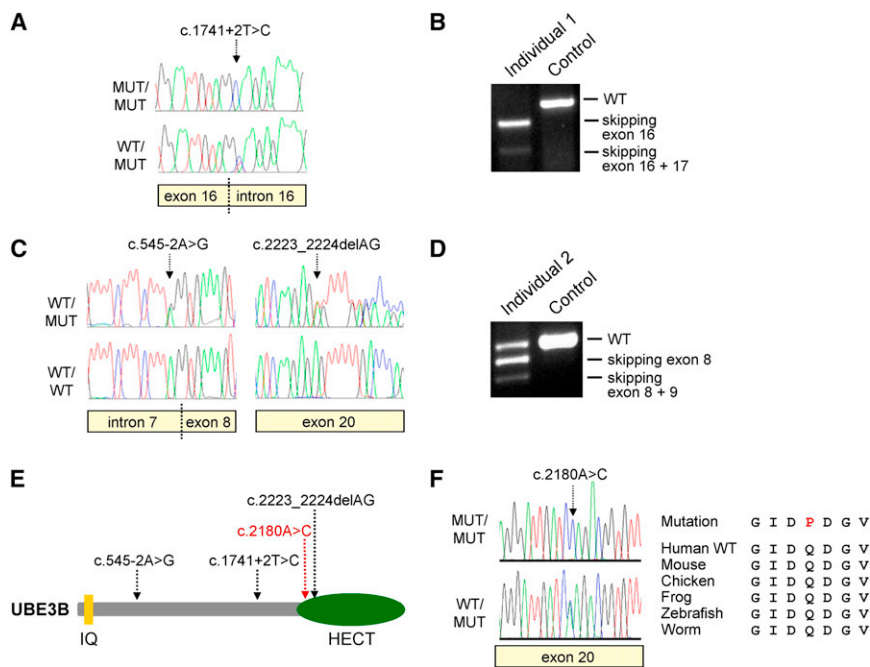 A
c.1741+2T>C
MUT/
MUT
WT/
MUT
exon 16
intron 16
B
Individual 1
Control
WT
skipping
exon 16
skipping
exon 16 + 17
C
c.545-2A>G
c.2223_2224delAG
WT/
MUT
WT/
WT
intron 7
exon 8
exon 20
D
Individual 2
Control
WT
skipping exon 8
skipping
exon 8 + 9
E
c.2223_2224delAG
c.2180A>C
c.545-2A>G
c.1741+2T>C
UBE3B
IQ
HECT
F
c.2180A>C
MUT/
MUT
WT/
MUT
exon 20
Mutation G I D P D G V
Human WT G I D Q D G V
Mouse G I D Q D G V
Chicken G I D Q D G V
Frog G I D Q D G V
Zebrafish G I D Q D G V
Worm G I D Q D G V